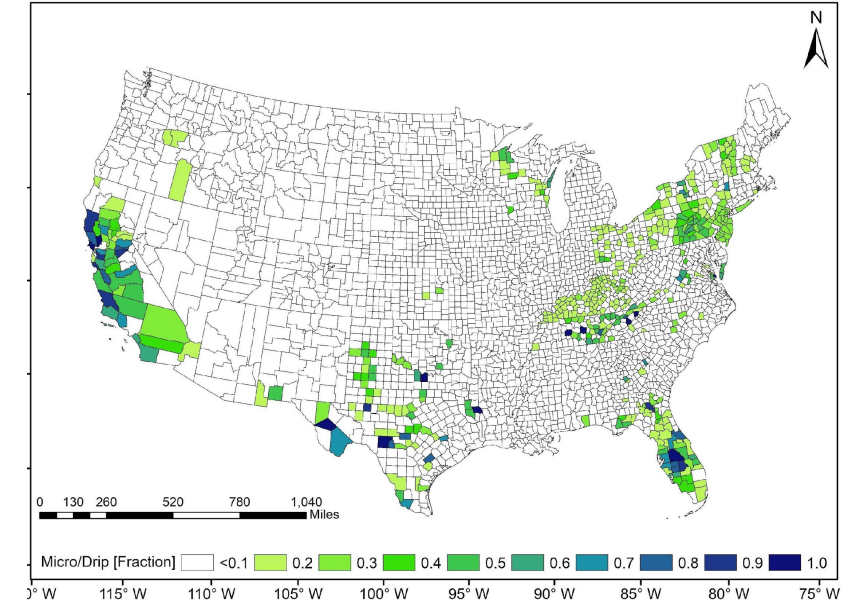 N
0 130 260 520 780 1,040
Miles
Micro/Drip [Fraction] <0.1 0.2 0.3 0.4 0.5 0.6 0.7 0.8 0.9 1.0
0° W 115° W 110° W 105° W 100° W 95° W 90° W 85° W 80° W 75° W